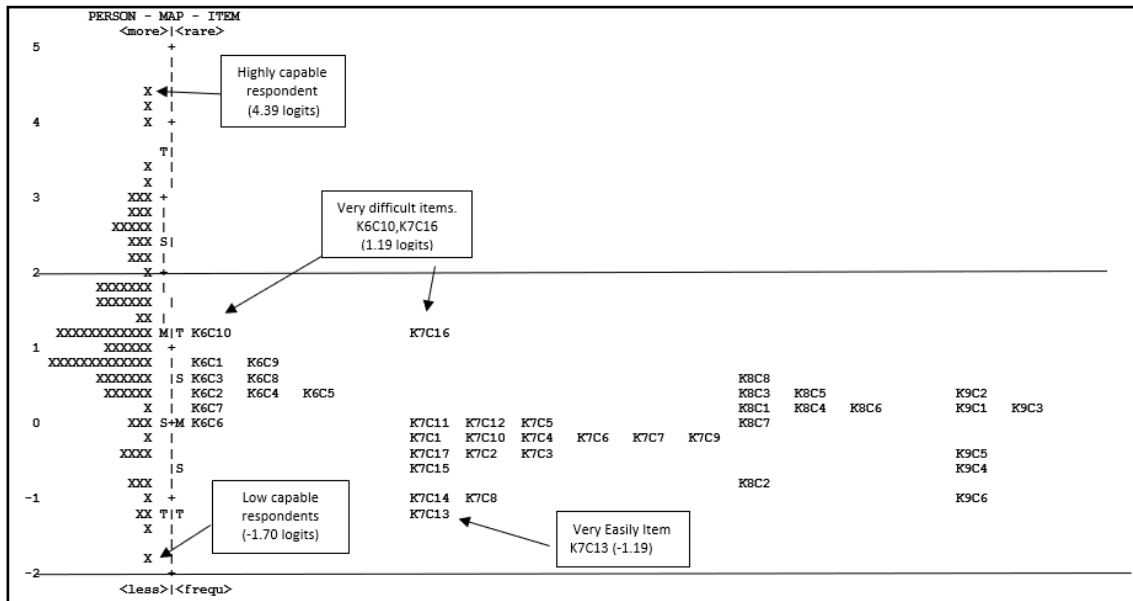 PERSON - MAP - ITEM
<more>|<rare>
5 +
|
Highly capable
respondent
(4.39 logits)
|
X |
X |
4 X +
|
T|
X |
X |
3 XXX +
XXX |
XXXXX |
XXX S|
XXX |
2 X +
Very difficult items.
K6C10,K7C16
(1.19 logits)
XXXXXXX |
XXXXXXX |
XX |
XXXXXXXXXXXX M|T K6C10 K7C16
1 XXXXXX +
XXXXXXXXXXXXX | K6C1 K6C9
XXXXXXX |S K6C3 K6C8 K8C8
XXXXXX | K6C2 K6C4 K6C5 K8C3 K8C5 K9C2
X | K6C7 K8C1 K8C4 K8C6 K9C1 K9C3
0 XXX S+M K6C6 K7C11 K7C12 K7C5 K8C7
X | K7C1 K7C10 K7C4 K7C6 K7C7 K7C9
XXXX | K7C17 K7C2 K7C3 K9C5
|S K7C15 K9C4
XXX | K8C2
-1 X + K7C14 K7C8 K9C6
XX T|T K7C13
X |
X |
-2 +
Low capable
respondents
(-1.70 logits)
Very Easily Item
K7C13 (-1.19)
<less>|<frequ>